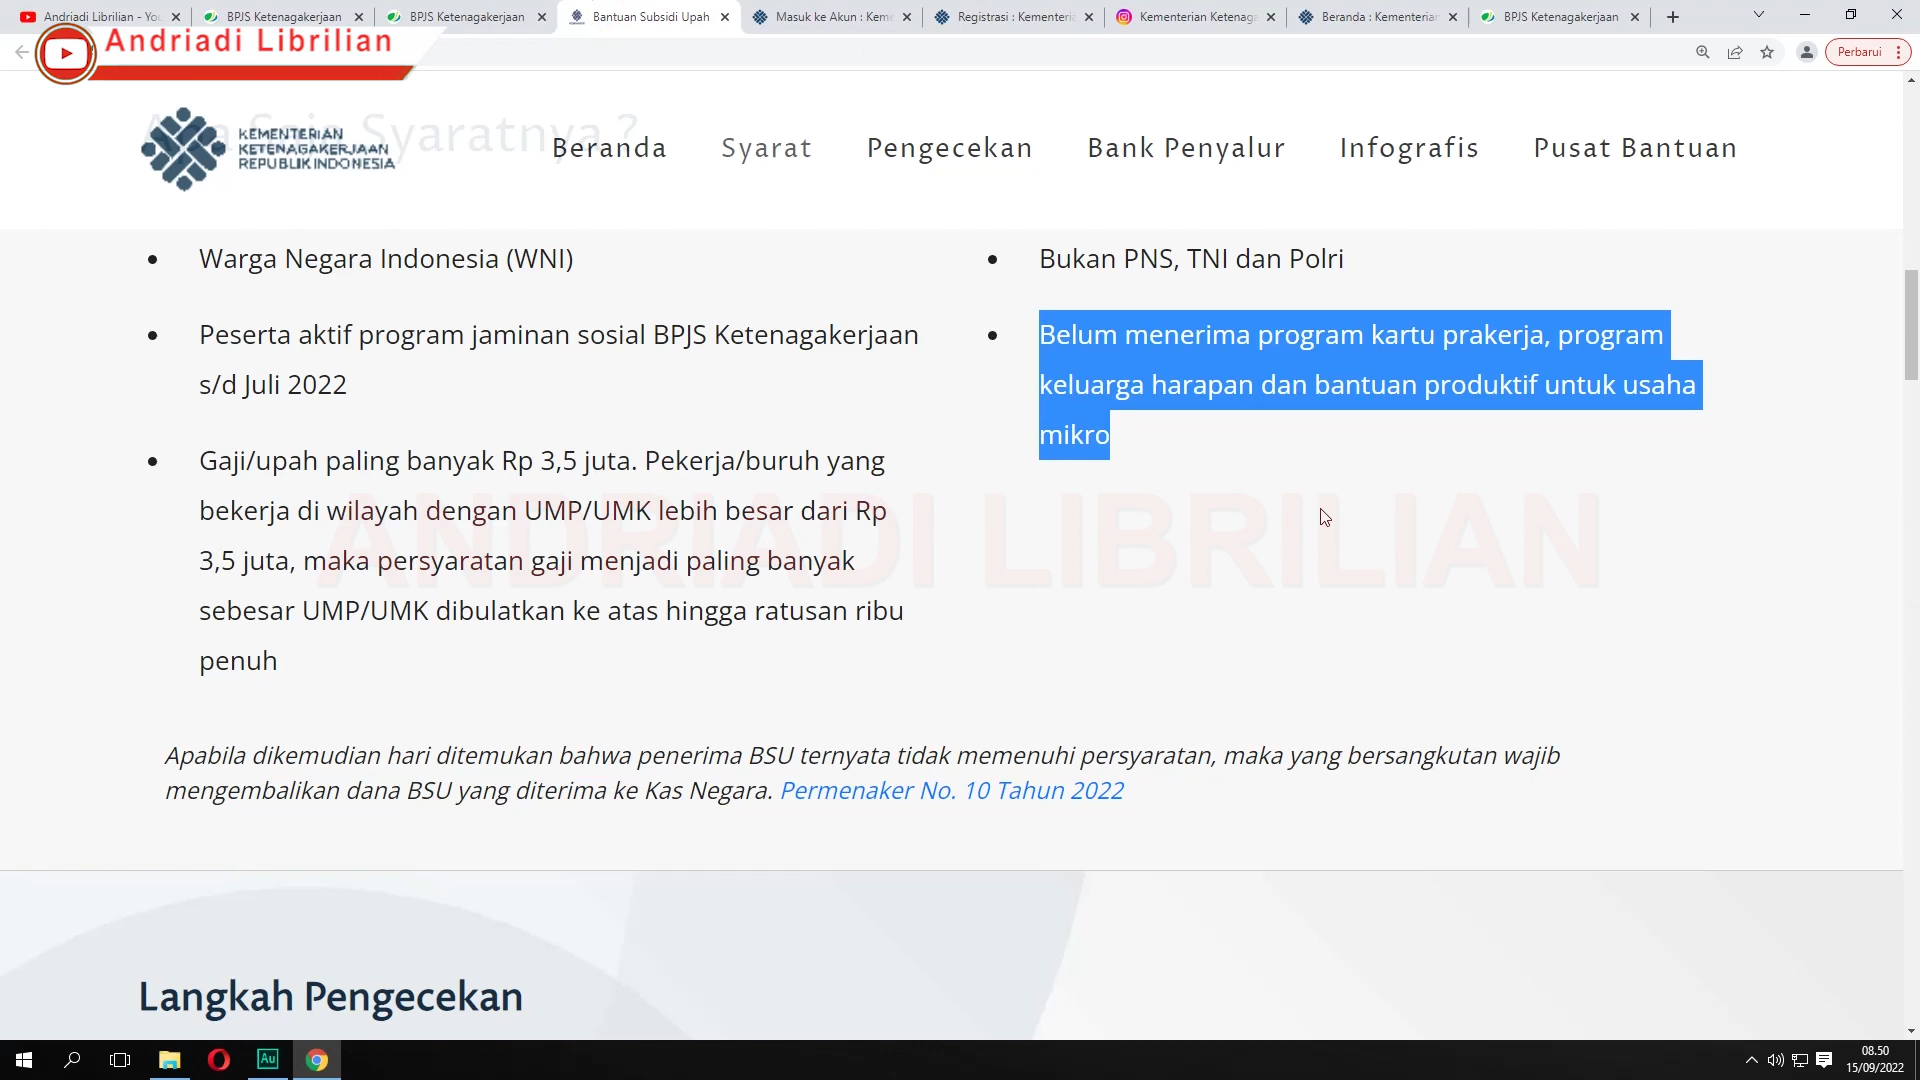 Andriadi Librilian - You
BPJS Ketenagakerjaan
BPJS Ketenagakerjaan
Bantuan Subsidi Upah
Masuk ke Akun : Keme
Registrasi : Kementeria
Kementerian Ketenaga
Beranda : Kementerian
BPJS Ketenagakerjaan
Andriadi Librilian
Perbarui
Apa Saja Syaratnya ?
KEMENTERIAN
KETENAGAKERJAAN
REPUBLIK INDONESIA
Beranda
Syarat
Pengecekan
Bank Penyalur
Infografis
Pusat Bantuan
• Warga Negara Indonesia (WNI)
• Peserta aktif program jaminan sosial BPJS Ketenagakerjaan
s/d Juli 2022
• Gaji/upah paling banyak Rp 3,5 juta. Pekerja/buruh yang
bekerja di wilayah dengan UMP/UMK lebih besar dari Rp
3,5 juta, maka persyaratan gaji menjadi paling banyak
sebesar UMP/UMK dibulatkan ke atas hingga ratusan ribu
penuh
• Bukan PNS, TNI dan Polri
• Belum menerima program kartu prakerja, program
keluarga harapan dan bantuan produktif untuk usaha
mikro
ANDRIADI LIBRILIAN
Apabila dikemudian hari ditemukan bahwa penerima BSU ternyata tidak memenuhi persyaratan, maka yang bersangkutan wajib
mengembalikan dana BSU yang diterima ke Kas Negara. Permenaker No. 10 Tahun 2022
Langkah Pengecekan
Au
08.50
15/09/2022